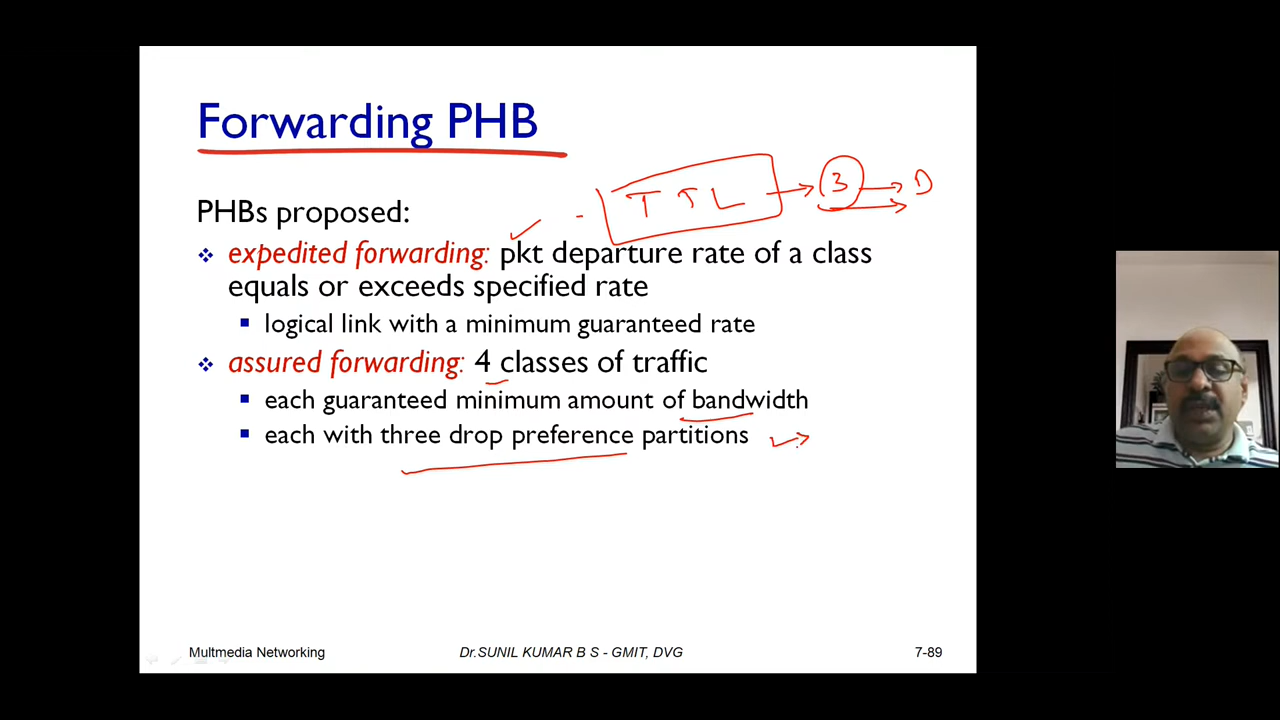 Forwarding PHB
T T L → 3 → D
PHBs proposed:
expedited forwarding: pkt departure rate of a class
equals or exceeds specified rate
logical link with a minimum guaranteed rate
assured forwarding: 4 classes of traffic
each guaranteed minimum amount of bandwidth
each with three drop preference partitions
Multmedia Networking
Dr.SUNIL KUMAR B S - GMIT, DVG
7-89